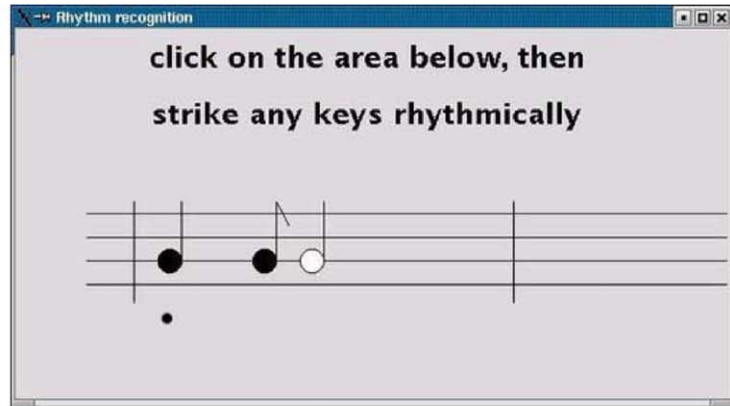 Rhythm recognition
click on the area below, then
strike any keys rhythmically